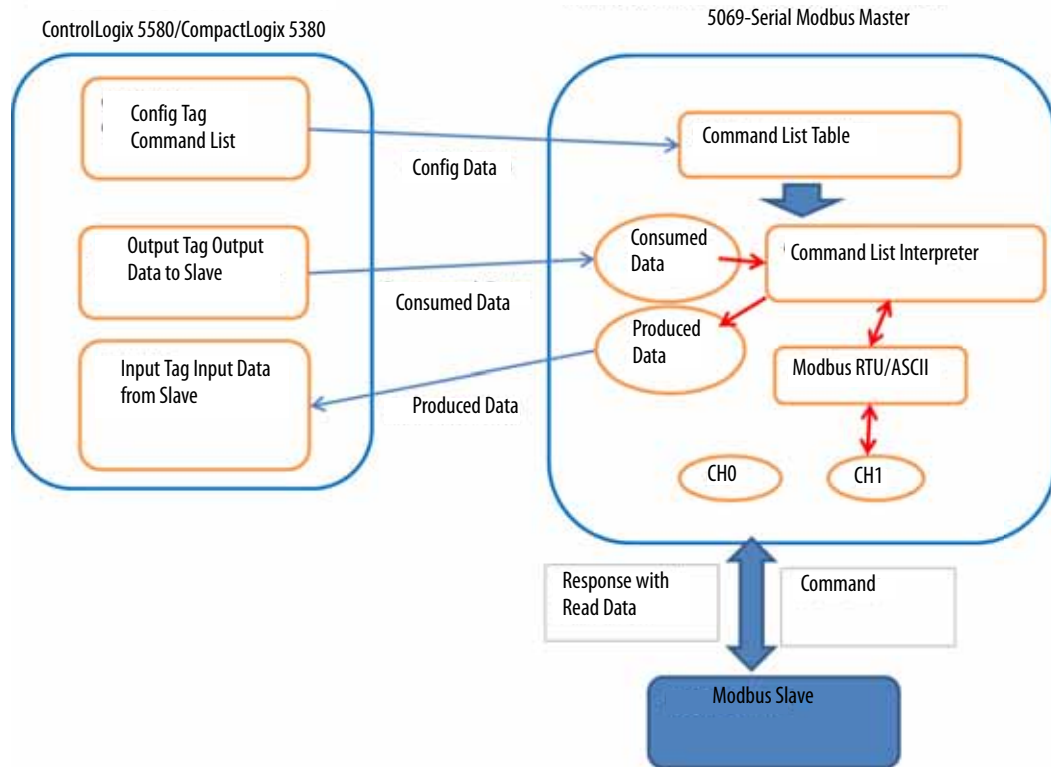 ControlLogix 5580/CompactLogix 5380
5069-Serial Modbus Master
Config Tag
Command List
Config Data
Command List Table
Output Tag Output
Data to Slave
Consumed Data
Consumed
Data
Command List Interpreter
Input Tag Input Data
from Slave
Produced Data
Produced
Data
Modbus RTU/ASCII
CH0
CH1
Response with
Read Data
Command
Modbus Slave